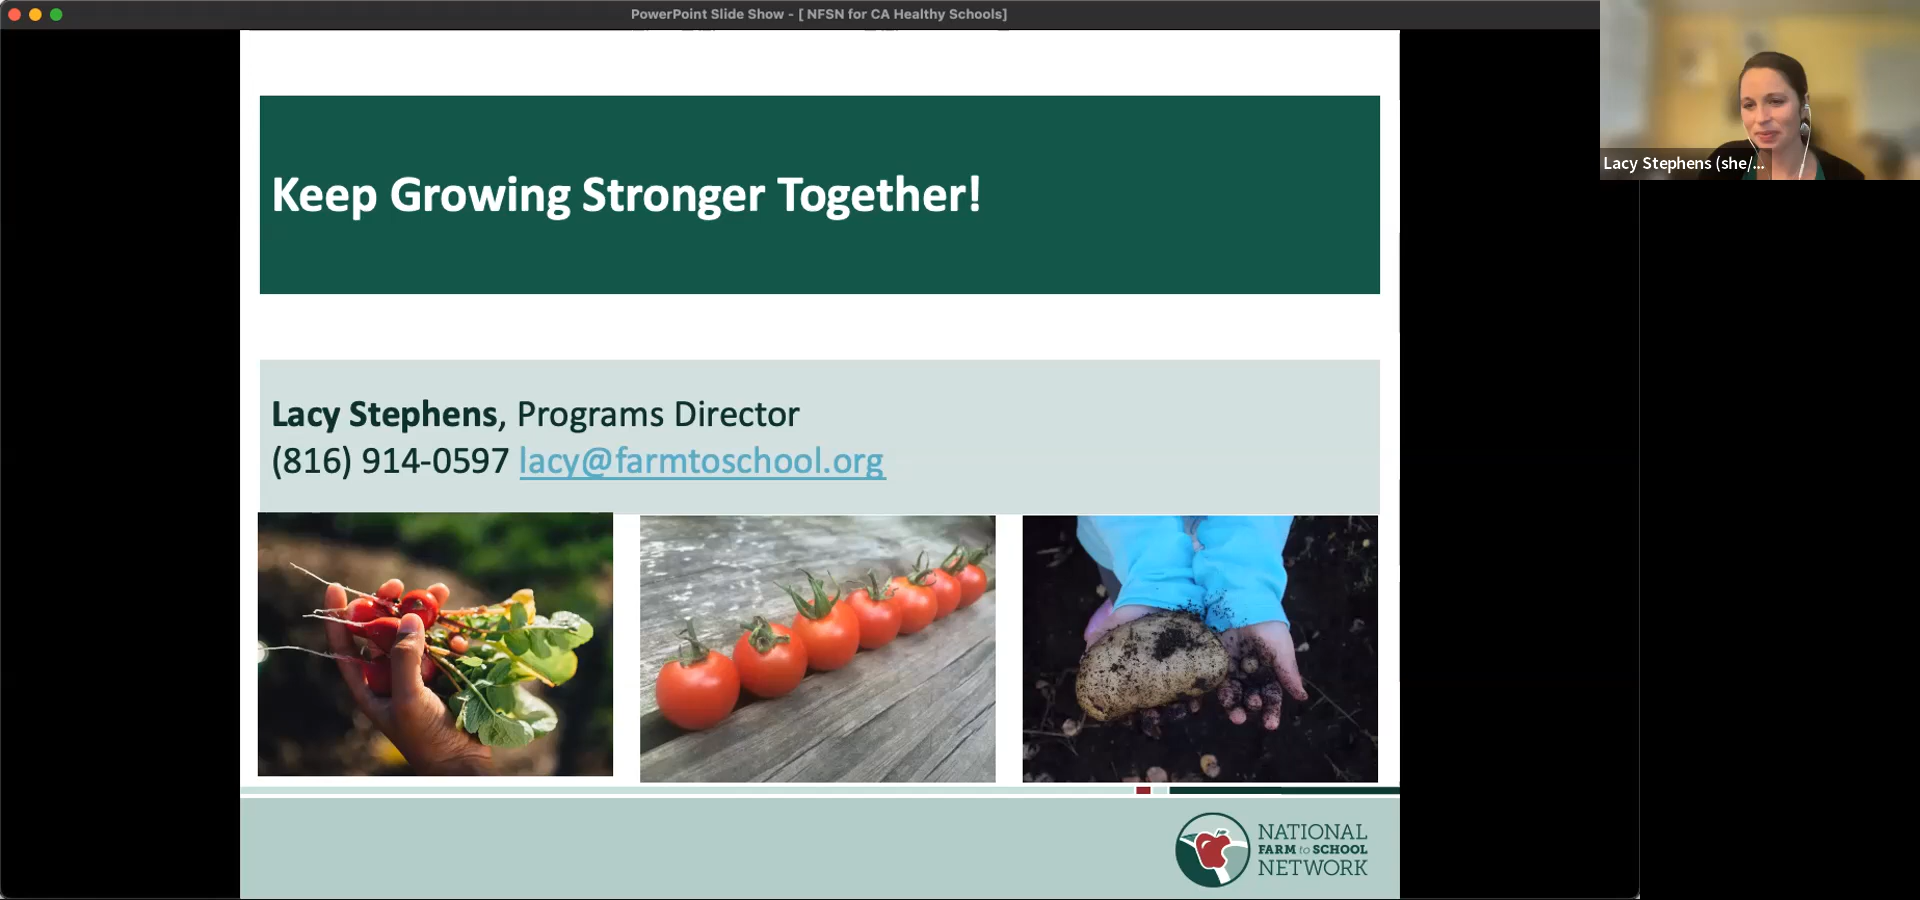 PowerPoint Slide Show - [ NFSN for CA Healthy Schools]
Lacy Stephens (she/...
Keep Growing Stronger Together!
Lacy Stephens, Programs Director
(816) 914-0597 lacy@farmtoschool.org
NATIONAL
FARM to SCHOOL
NETWORK